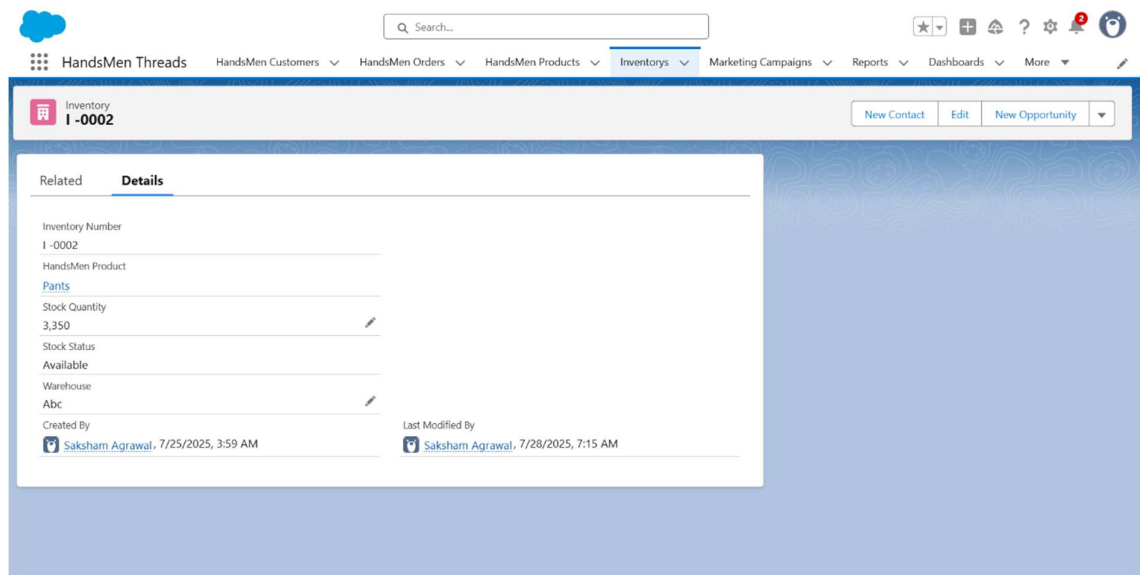 Search...
2
HandsMen Threads HandsMen Customers HandsMen Orders HandsMen Products Inventorys Marketing Campaigns Reports Dashboards More
Inventory
I -0002
New Contact Edit New Opportunity
Related Details
Inventory Number
I -0002
HandsMen Product
Pants
Stock Quantity
3,350
Stock Status
Available
Warehouse
Abc
Created By Last Modified By
Saksham Agrawal, 7/25/2025, 3:59 AM Saksham Agrawal, 7/28/2025, 7:15 AM